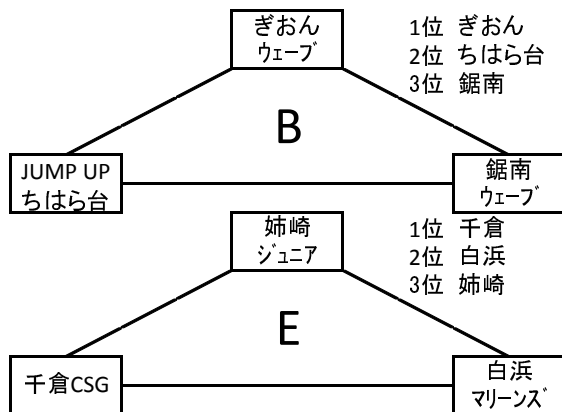 ぎおん
ウェーブ
1位 ぎおん
2位 ちはら台
3位 鋸南
B
JUMP UP
ちはら台
鋸南
ウェーブ
姉崎
ジュニア
1位 千倉
2位 白浜
3位 姉崎
E
千倉CSG
白浜
マリーンズ